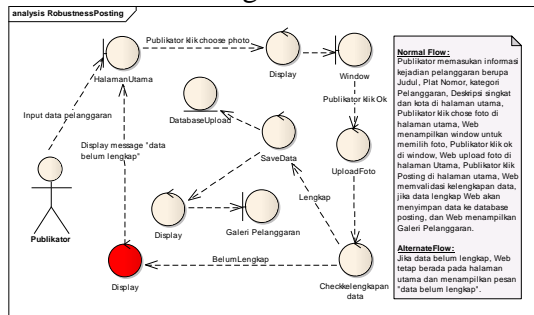 analysis RobustnessPosting
Publikator klik choose photo
HalamanUtama
Display
Window
Input data pelanggaran
Display message "data
belum lengkap"
DatabaseUpload
Publikator klik Ok
SaveData
UploadFoto
Publikator
Display
Galeri Pelanggaran
Lengkap
BelumLengkap
Display
Checkkelengkapan
data
Normal Flow:
Publikator memasukan informasi
kejadian pelanggaran berupa
Judul, Plat Nomor, kategori
Pelanggaran, Deskripsi singkat
dan kota di halaman utama,
Publikator klik chose foto di
halaman utama, Web
menampilkan window untuk
memilih foto, Publikator klik ok
di window, Web upload foto di
halaman Utama, Publikator klik
Posting di halaman utama, Web
memvalidasi kelengkapan data,
jika data lengkap Web akan
menyimpan data ke database
posting, dan Web menampilkan
Galeri Pelanggaran.
AlternateFlow:
Jika data belum lengkap, Web
tetap berada pada halaman
utama dan menampilkan pesan
"data belum lengkap".